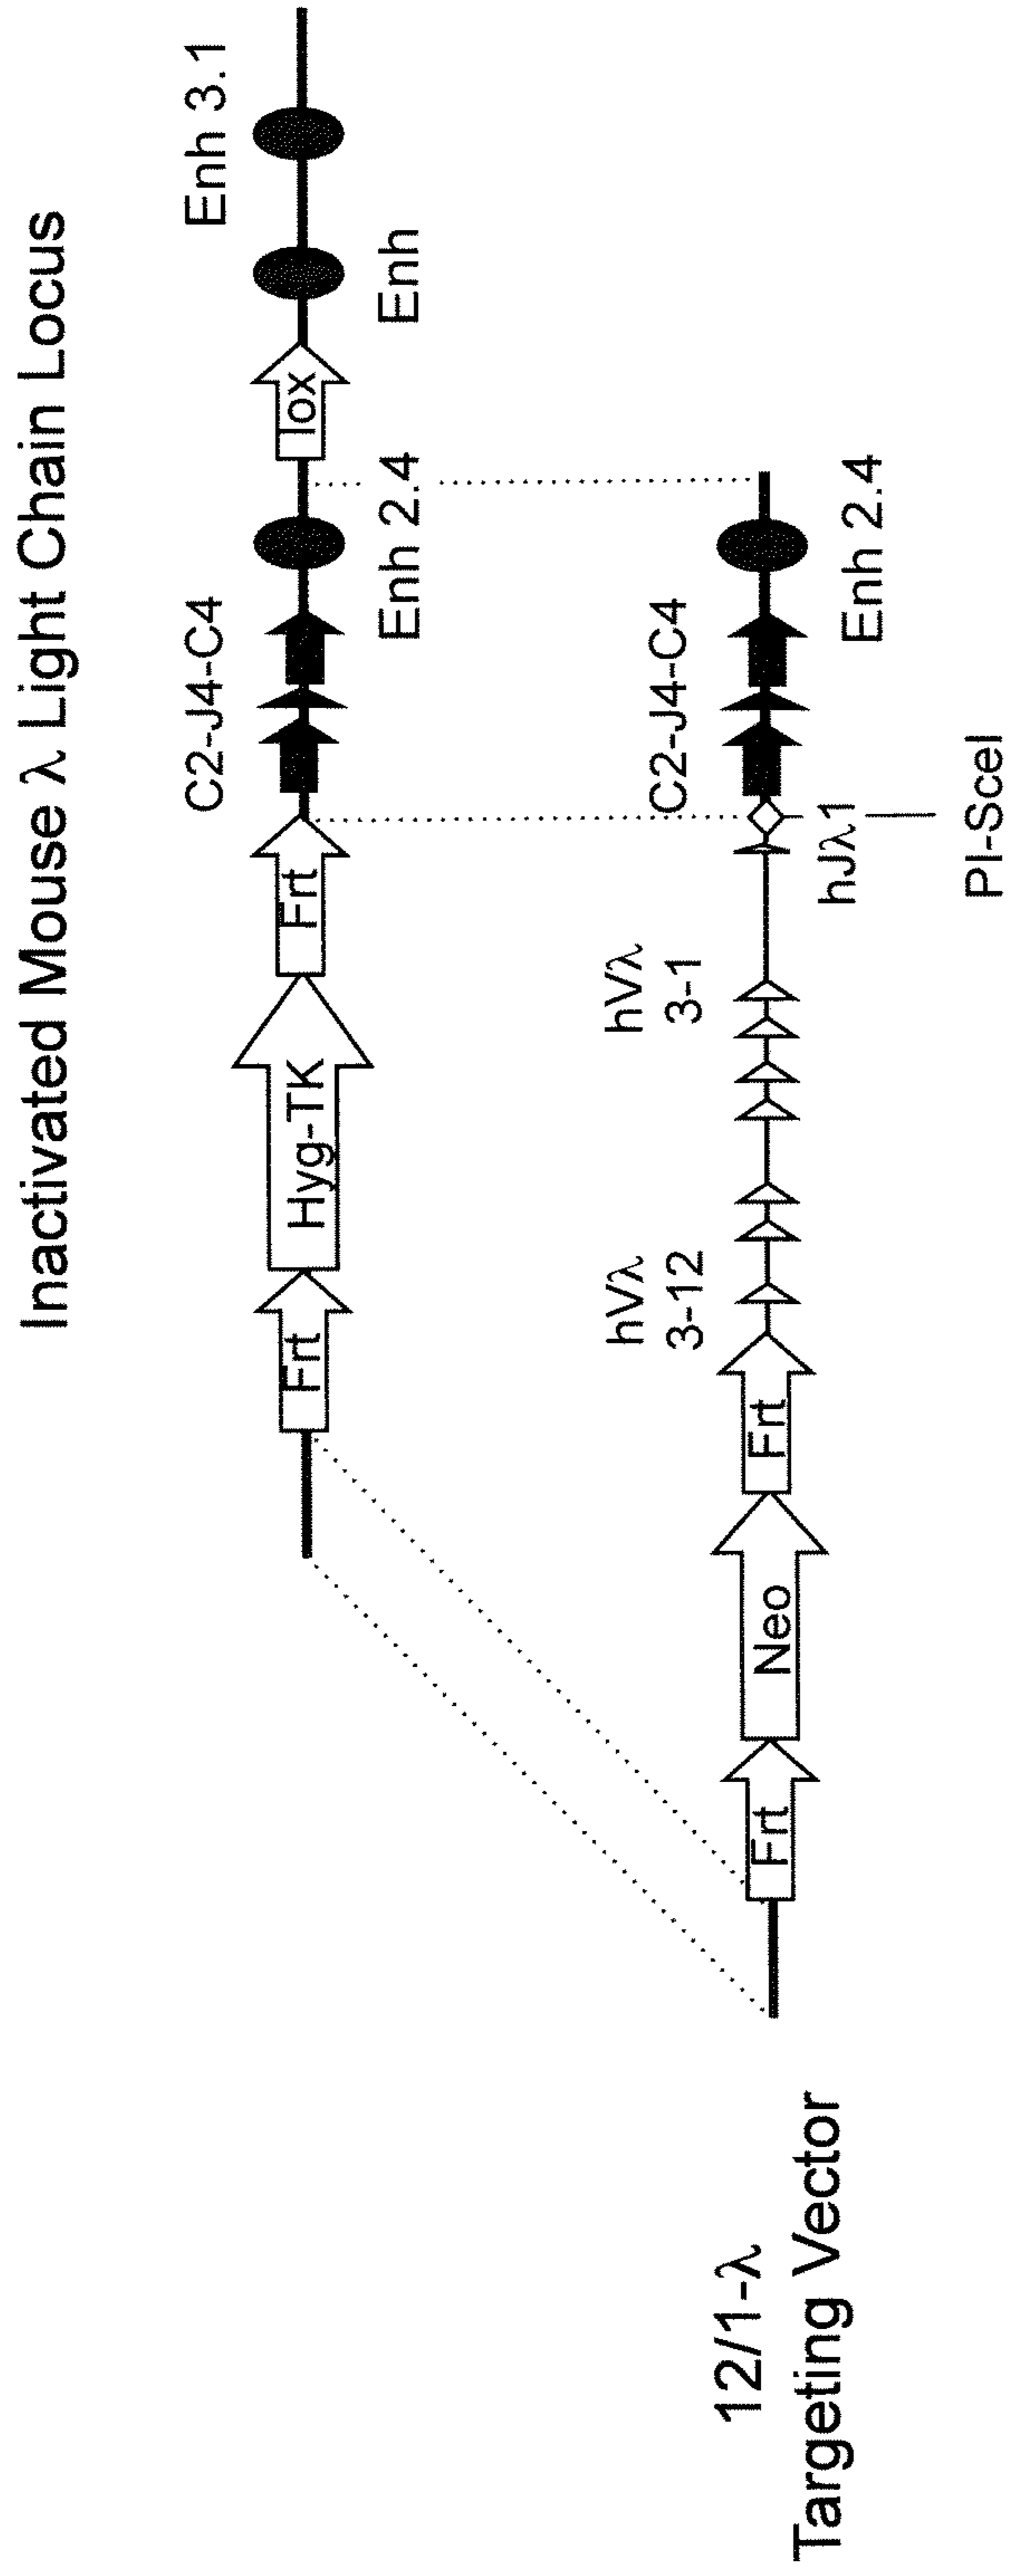 Inactivated Mouse λ Light Chain Locus
Enh 3.1
C2-J4-C4
Frt
Hyg-TK
Frt
lox
Enh 2.4
Enh
hVλ
3-12
hVλ
3-1
C2-J4-C4
12/1-λ
Targeting Vector
Frt
Neo
Frt
hJλ1
Enh 2.4
PI-SceI